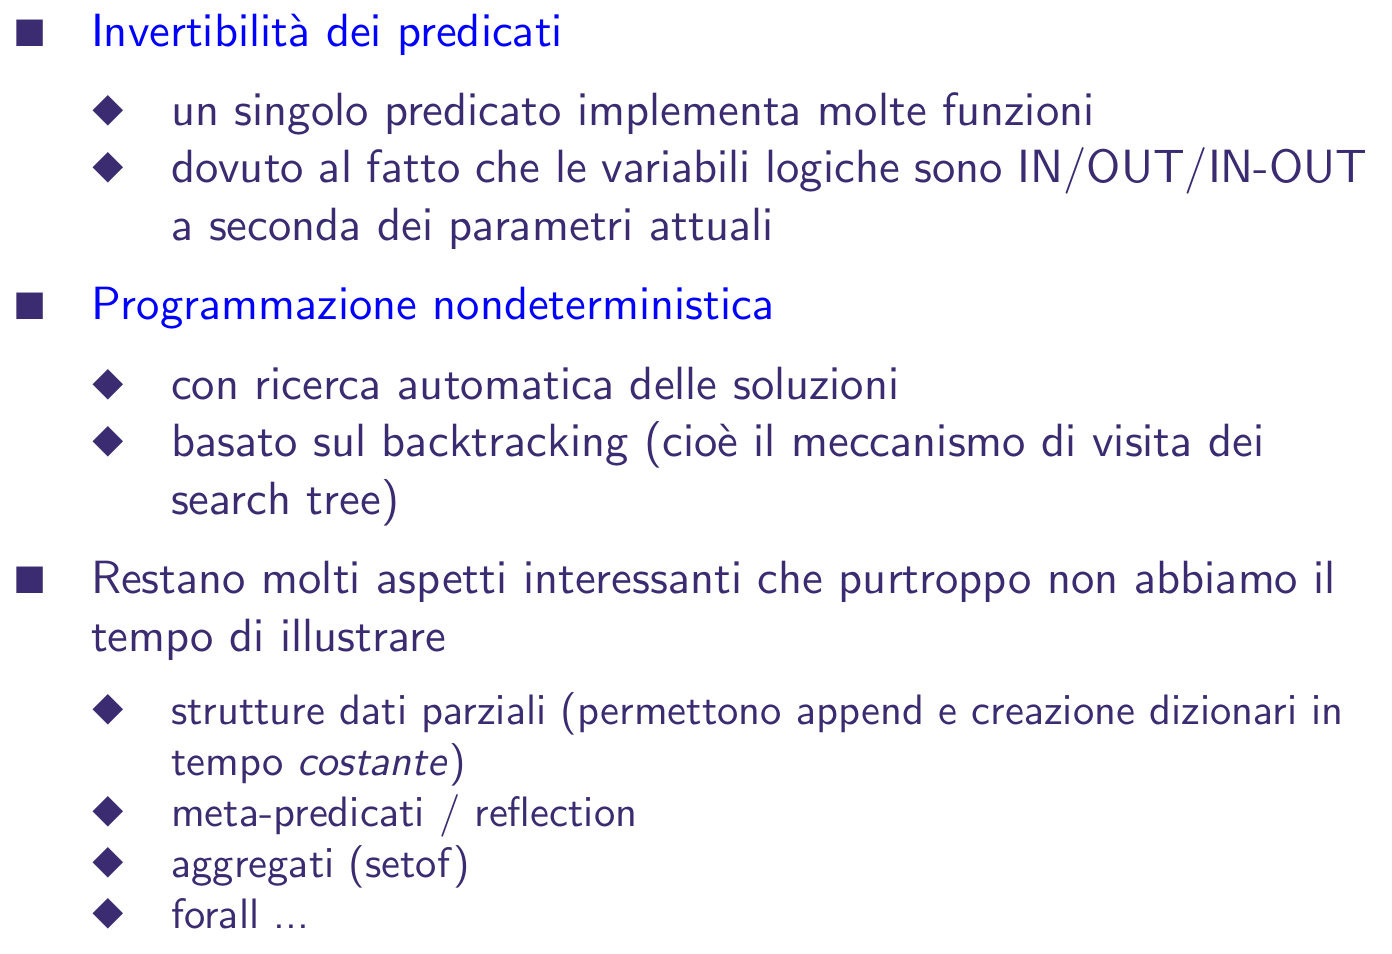 Invertibilità dei predicati
un singolo predicato implementa molte funzioni
dovuto al fatto che le variabili logiche sono IN/OUT/IN-OUT
a seconda dei parametri attuali
Programmazione nondeterministica
con ricerca automatica delle soluzioni
basato sul backtracking (cioè il meccanismo di visita dei
search tree)
Restano molti aspetti interessanti che purtroppo non abbiamo il
tempo di illustrare
strutture dati parziali (permettono append e creazione dizionari in
tempo costante)
meta-predicati / reflection
aggregati (setof)
forall ...